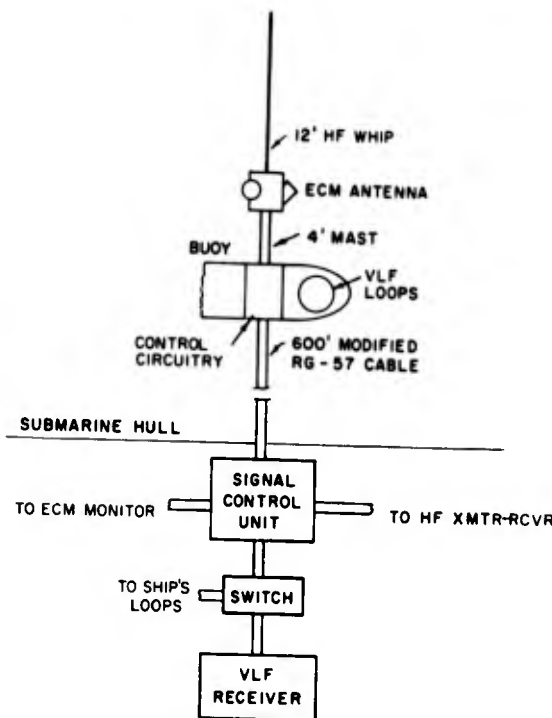 12' HF WHIP
ECM ANTENNA
4' MAST
BUOY
VLF
LOOPS
CONTROL
CIRCUITRY
600' MODIFIED
RG-57 CABLE
SUBMARINE HULL
SIGNAL
CONTROL
UNIT
TO ECM MONITOR
TO HF XMTR-RCVR
TO SHIP'S
LOOPS
SWITCH
VLF
RECEIVER